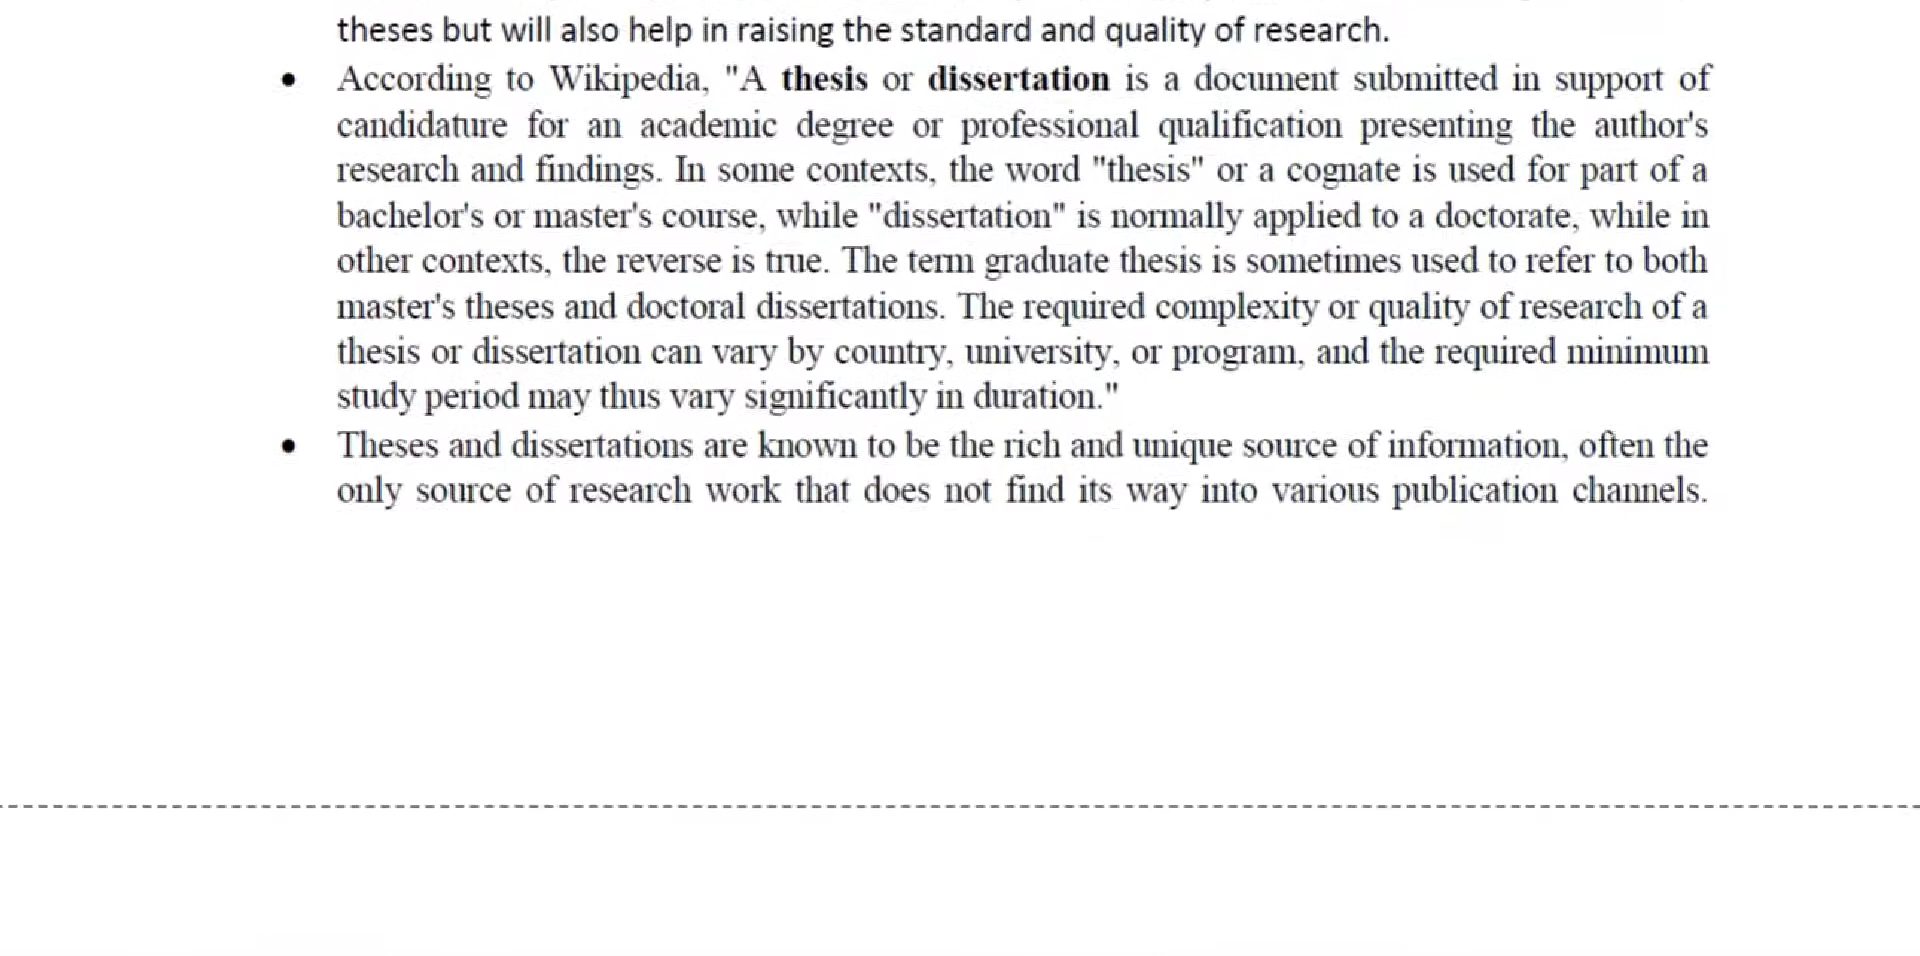 theses but will also help in raising the standard and quality of research.
• According to Wikipedia, "A thesis or dissertation is a document submitted in support of
candidature for an academic degree or professional qualification presenting the author's
research and findings. In some contexts, the word "thesis" or a cognate is used for part of a
bachelor's or master's course, while "dissertation" is normally applied to a doctorate, while in
other contexts, the reverse is true. The term graduate thesis is sometimes used to refer to both
master's theses and doctoral dissertations. The required complexity or quality of research of a
thesis or dissertation can vary by country, university, or program, and the required minimum
study period may thus vary significantly in duration."
• Theses and dissertations are known to be the rich and unique source of information, often the
only source of research work that does not find its way into various publication channels.